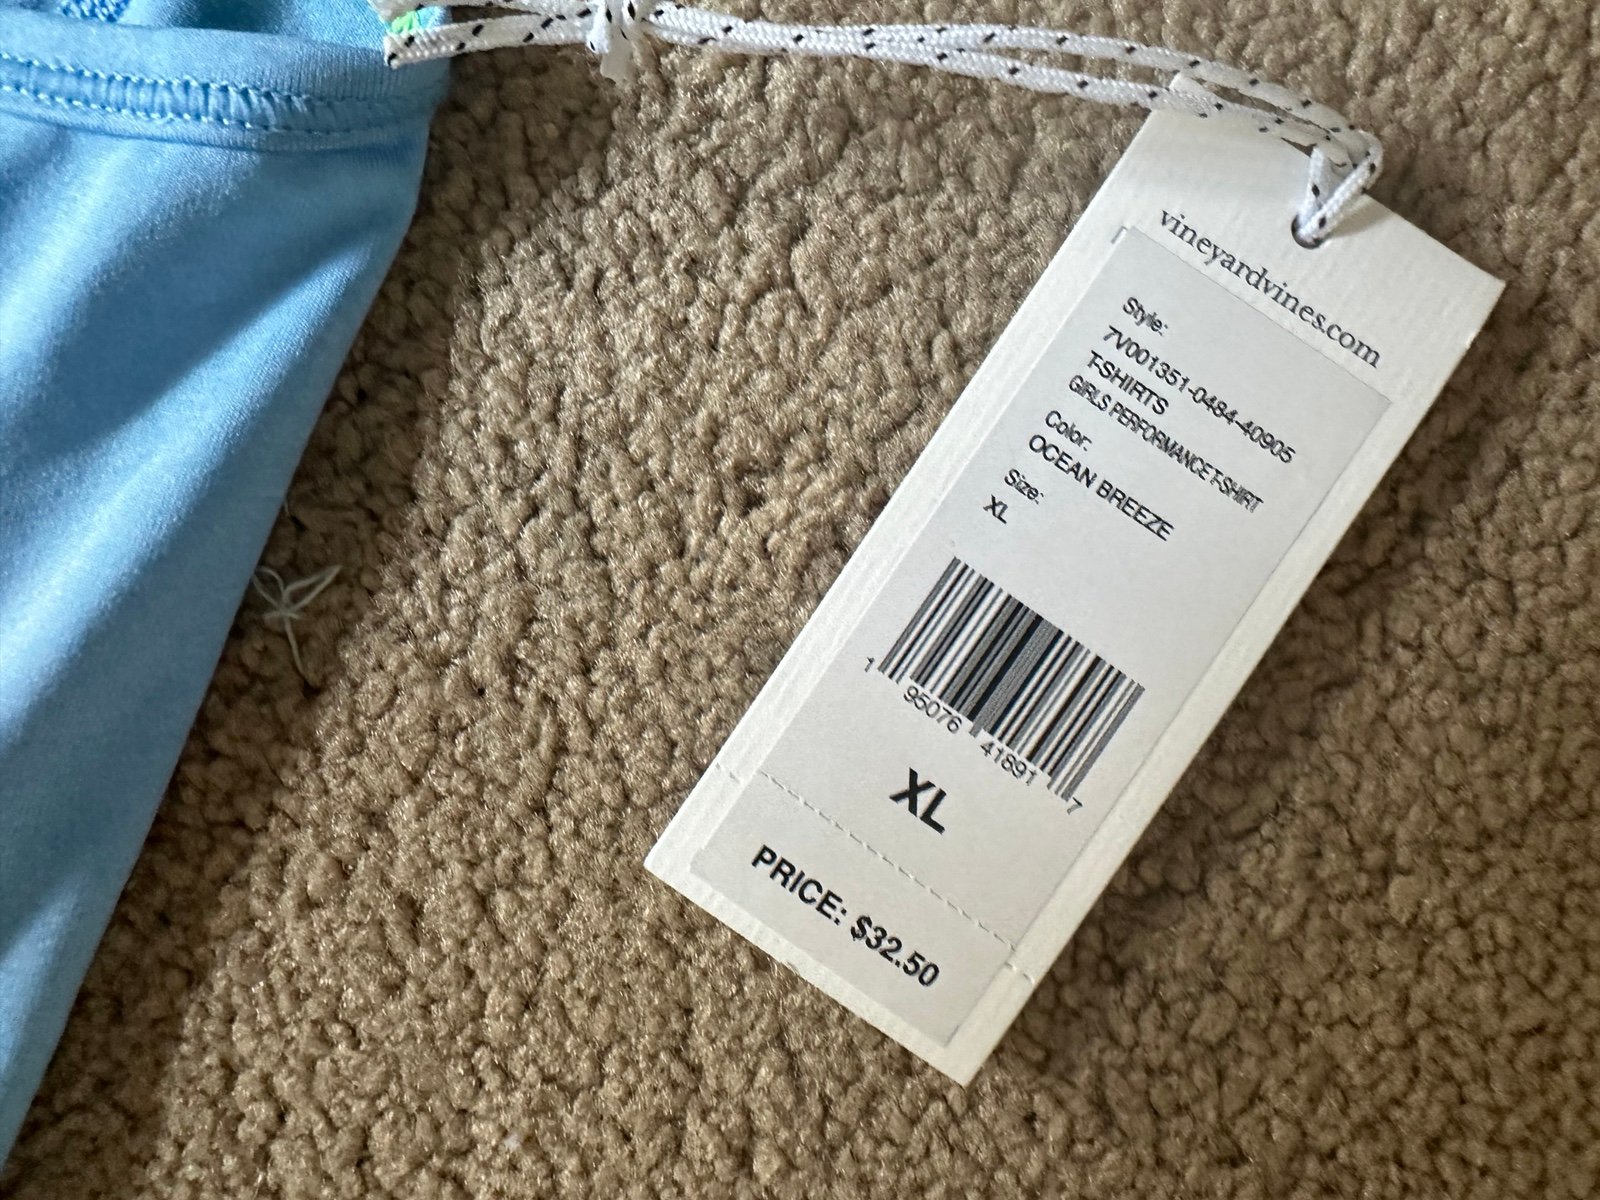 vineyardvines.com
Style:
7V001351-0484-40905
T-SHIRTS
GIRLS PERFORMANCE T-SHIRT
Color:
OCEAN BREEZE
Size:
XL
1 95076 41891 7
XL
PRICE: $32.50